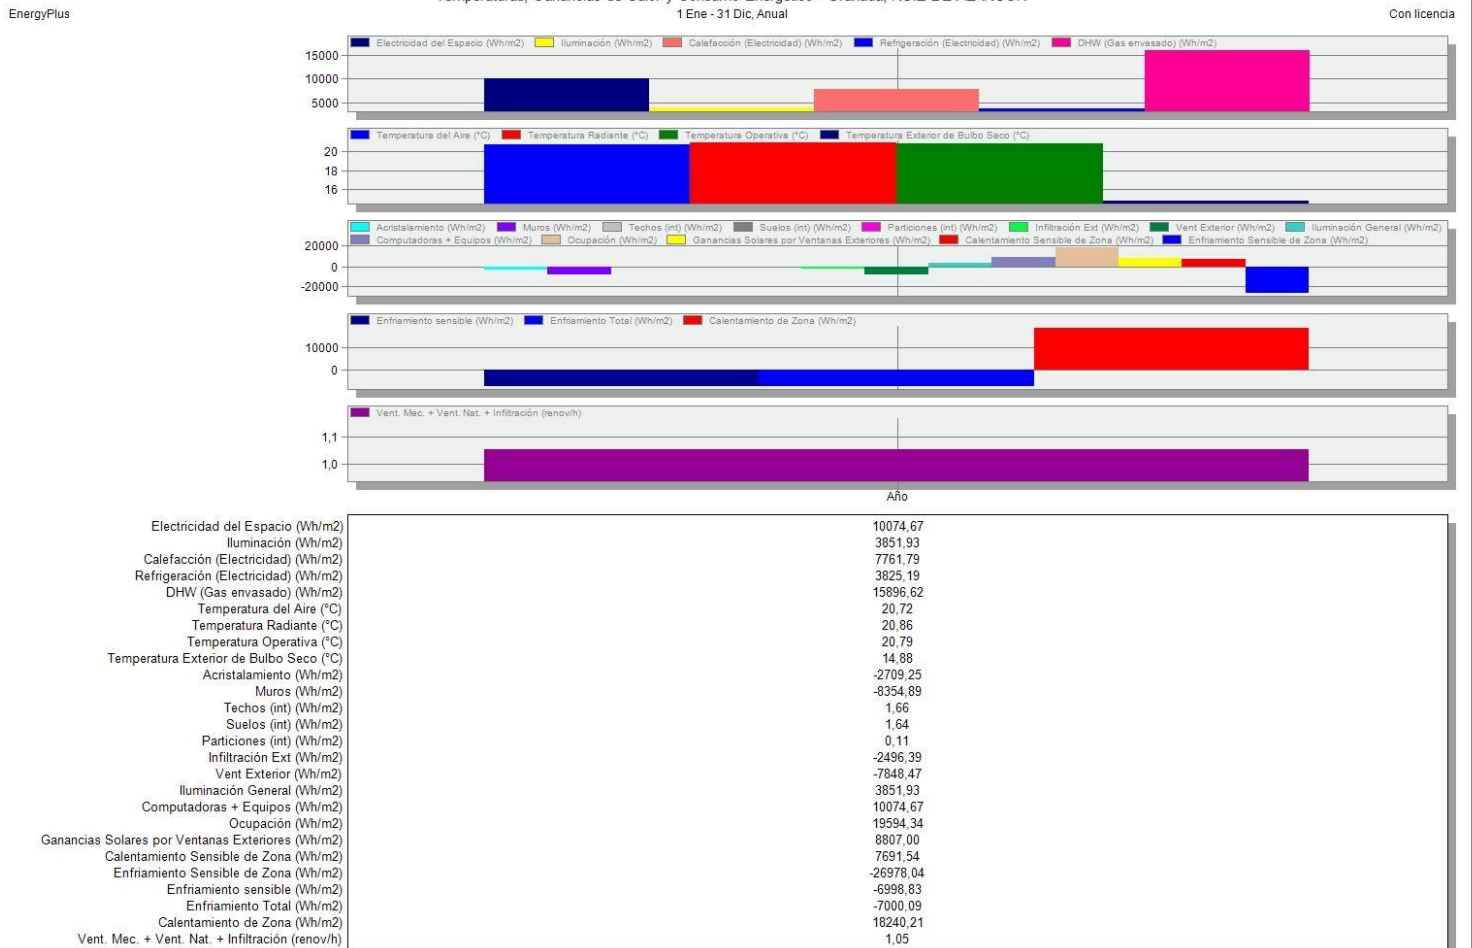 EnergyPlus
1 Ene - 31 Dic, Anual
Con licencia
Electricidad del Espacio (Wh/m2) Iluminación (Wh/m2) Calefacción (Electricidad) (Wh/m2) Refrigeración (Electricidad) (Wh/m2) DHW (Gas envasado) (Wh/m2)
15000
10000
5000
Temperatura del Aire (°C) Temperatura Radiante (°C) Temperatura Operativa (°C) Temperatura Exterior de Bulbo Seco (°C)
20
18
16
Acristalamiento (Wh/m2) Muros (Wh/m2) Techos (int) (Wh/m2) Suelos (int) (Wh/m2) Particiones (int) (Wh/m2) Infiltración Ext (Wh/m2) Vent Exterior (Wh/m2) Iluminación General (Wh/m2)
Computadoras + Equipos (Wh/m2) Ocupación (Wh/m2) Ganancias Solares por Ventanas Exteriores (Wh/m2) Calentamiento Sensible de Zona (Wh/m2) Enfriamiento Sensible de Zona (Wh/m2)
20000
0
-20000
Enfriamiento sensible (Wh/m2) Enfriamiento Total (Wh/m2) Calentamiento de Zona (Wh/m2)
10000
0
Vent. Mec. + Vent. Nat. + Infiltración (renov/h)
1,1
1,0
Año
Electricidad del Espacio (Wh/m2) 10074,67
Iluminación (Wh/m2) 3851,93
Calefacción (Electricidad) (Wh/m2) 7761,79
Refrigeración (Electricidad) (Wh/m2) 3825,19
DHW (Gas envasado) (Wh/m2) 15896,62
Temperatura del Aire (°C) 20,72
Temperatura Radiante (°C) 20,86
Temperatura Operativa (°C) 20,79
Temperatura Exterior de Bulbo Seco (°C) 14,88
Acristalamiento (Wh/m2) -2709,25
Muros (Wh/m2) -8354,89
Techos (int) (Wh/m2) 1,66
Suelos (int) (Wh/m2) 1,64
Particiones (int) (Wh/m2) 0,11
Infiltración Ext (Wh/m2) -2496,39
Vent Exterior (Wh/m2) -7848,47
Iluminación General (Wh/m2) 3851,93
Computadoras + Equipos (Wh/m2) 10074,67
Ocupación (Wh/m2) 19594,34
Ganancias Solares por Ventanas Exteriores (Wh/m2) 8807,00
Calentamiento Sensible de Zona (Wh/m2) 7691,54
Enfriamiento Sensible de Zona (Wh/m2) -26978,04
Enfriamiento sensible (Wh/m2) -6998,83
Enfriamiento Total (Wh/m2) -7000,09
Calentamiento de Zona (Wh/m2) 18240,21
Vent. Mec. + Vent. Nat. + Infiltración (renov/h) 1,05